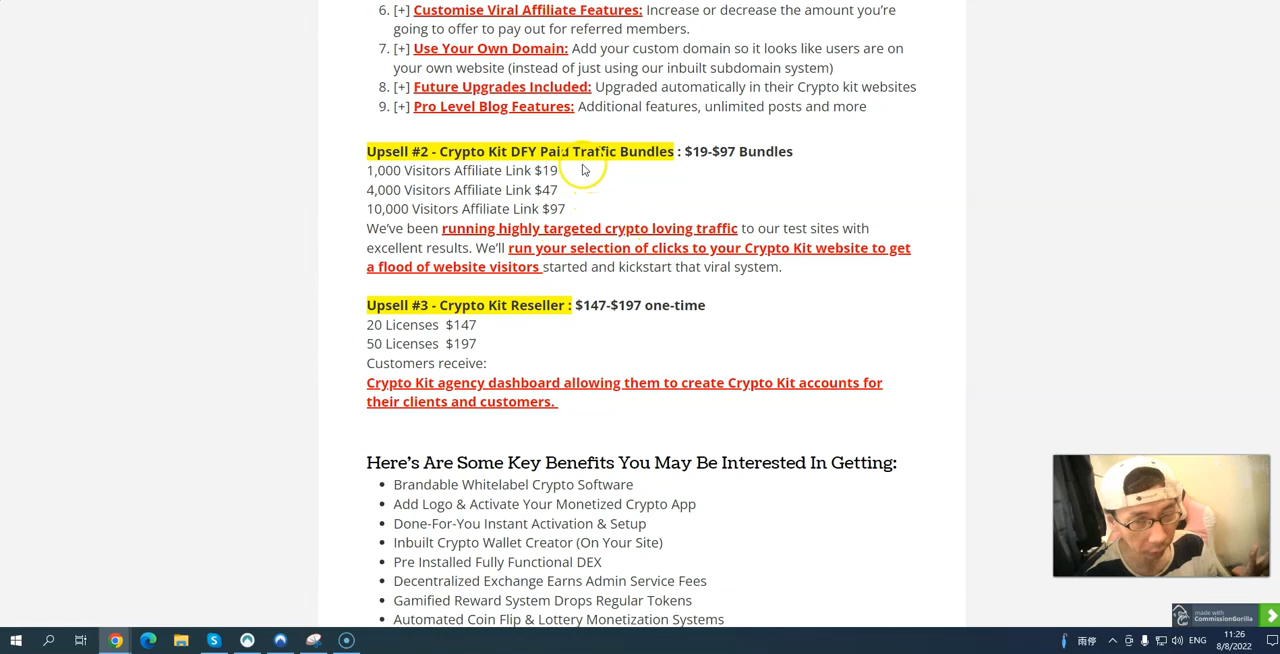 6. [+] Customise Viral Affiliate Features: Increase or decrease the amount you're
going to offer to pay out for referred members.
7. [+] Use Your Own Domain: Add your custom domain so it looks like users are on
your own website (instead of just using our inbuilt subdomain system)
8. [+] Future Upgrades Included: Upgraded automatically in their Crypto kit websites
9. [+] Pro Level Blog Features: Additional features, unlimited posts and more
Upsell #2 - Crypto Kit DFY Paid Traffic Bundles : $19-$97 Bundles
1,000 Visitors Affiliate Link $19
4,000 Visitors Affiliate Link $47
10,000 Visitors Affiliate Link $97
We've been running highly targeted crypto loving traffic to our test sites with
excellent results. We'll run your selection of clicks to your Crypto Kit website to get
a flood of website visitors started and kickstart that viral system.
Upsell #3 - Crypto Kit Reseller : $147-$197 one-time
20 Licenses $147
50 Licenses $197
Customers receive:
Crypto Kit agency dashboard allowing them to create Crypto Kit accounts for
their clients and customers.
Here's Are Some Key Benefits You May Be Interested In Getting:
• Brandable Whitelabel Crypto Software
• Add Logo & Activate Your Monetized Crypto App
• Done-For-You Instant Activation & Setup
• Inbuilt Crypto Wallet Creator (On Your Site)
• Pre Installed Fully Functional DEX
• Decentralized Exchange Earns Admin Service Fees
• Gamified Reward System Drops Regular Tokens
• Automated Coin Flip & Lottery Monetization Systems
made with
CommissionGorilla
雨停 ENG
11:26
8/8/2022